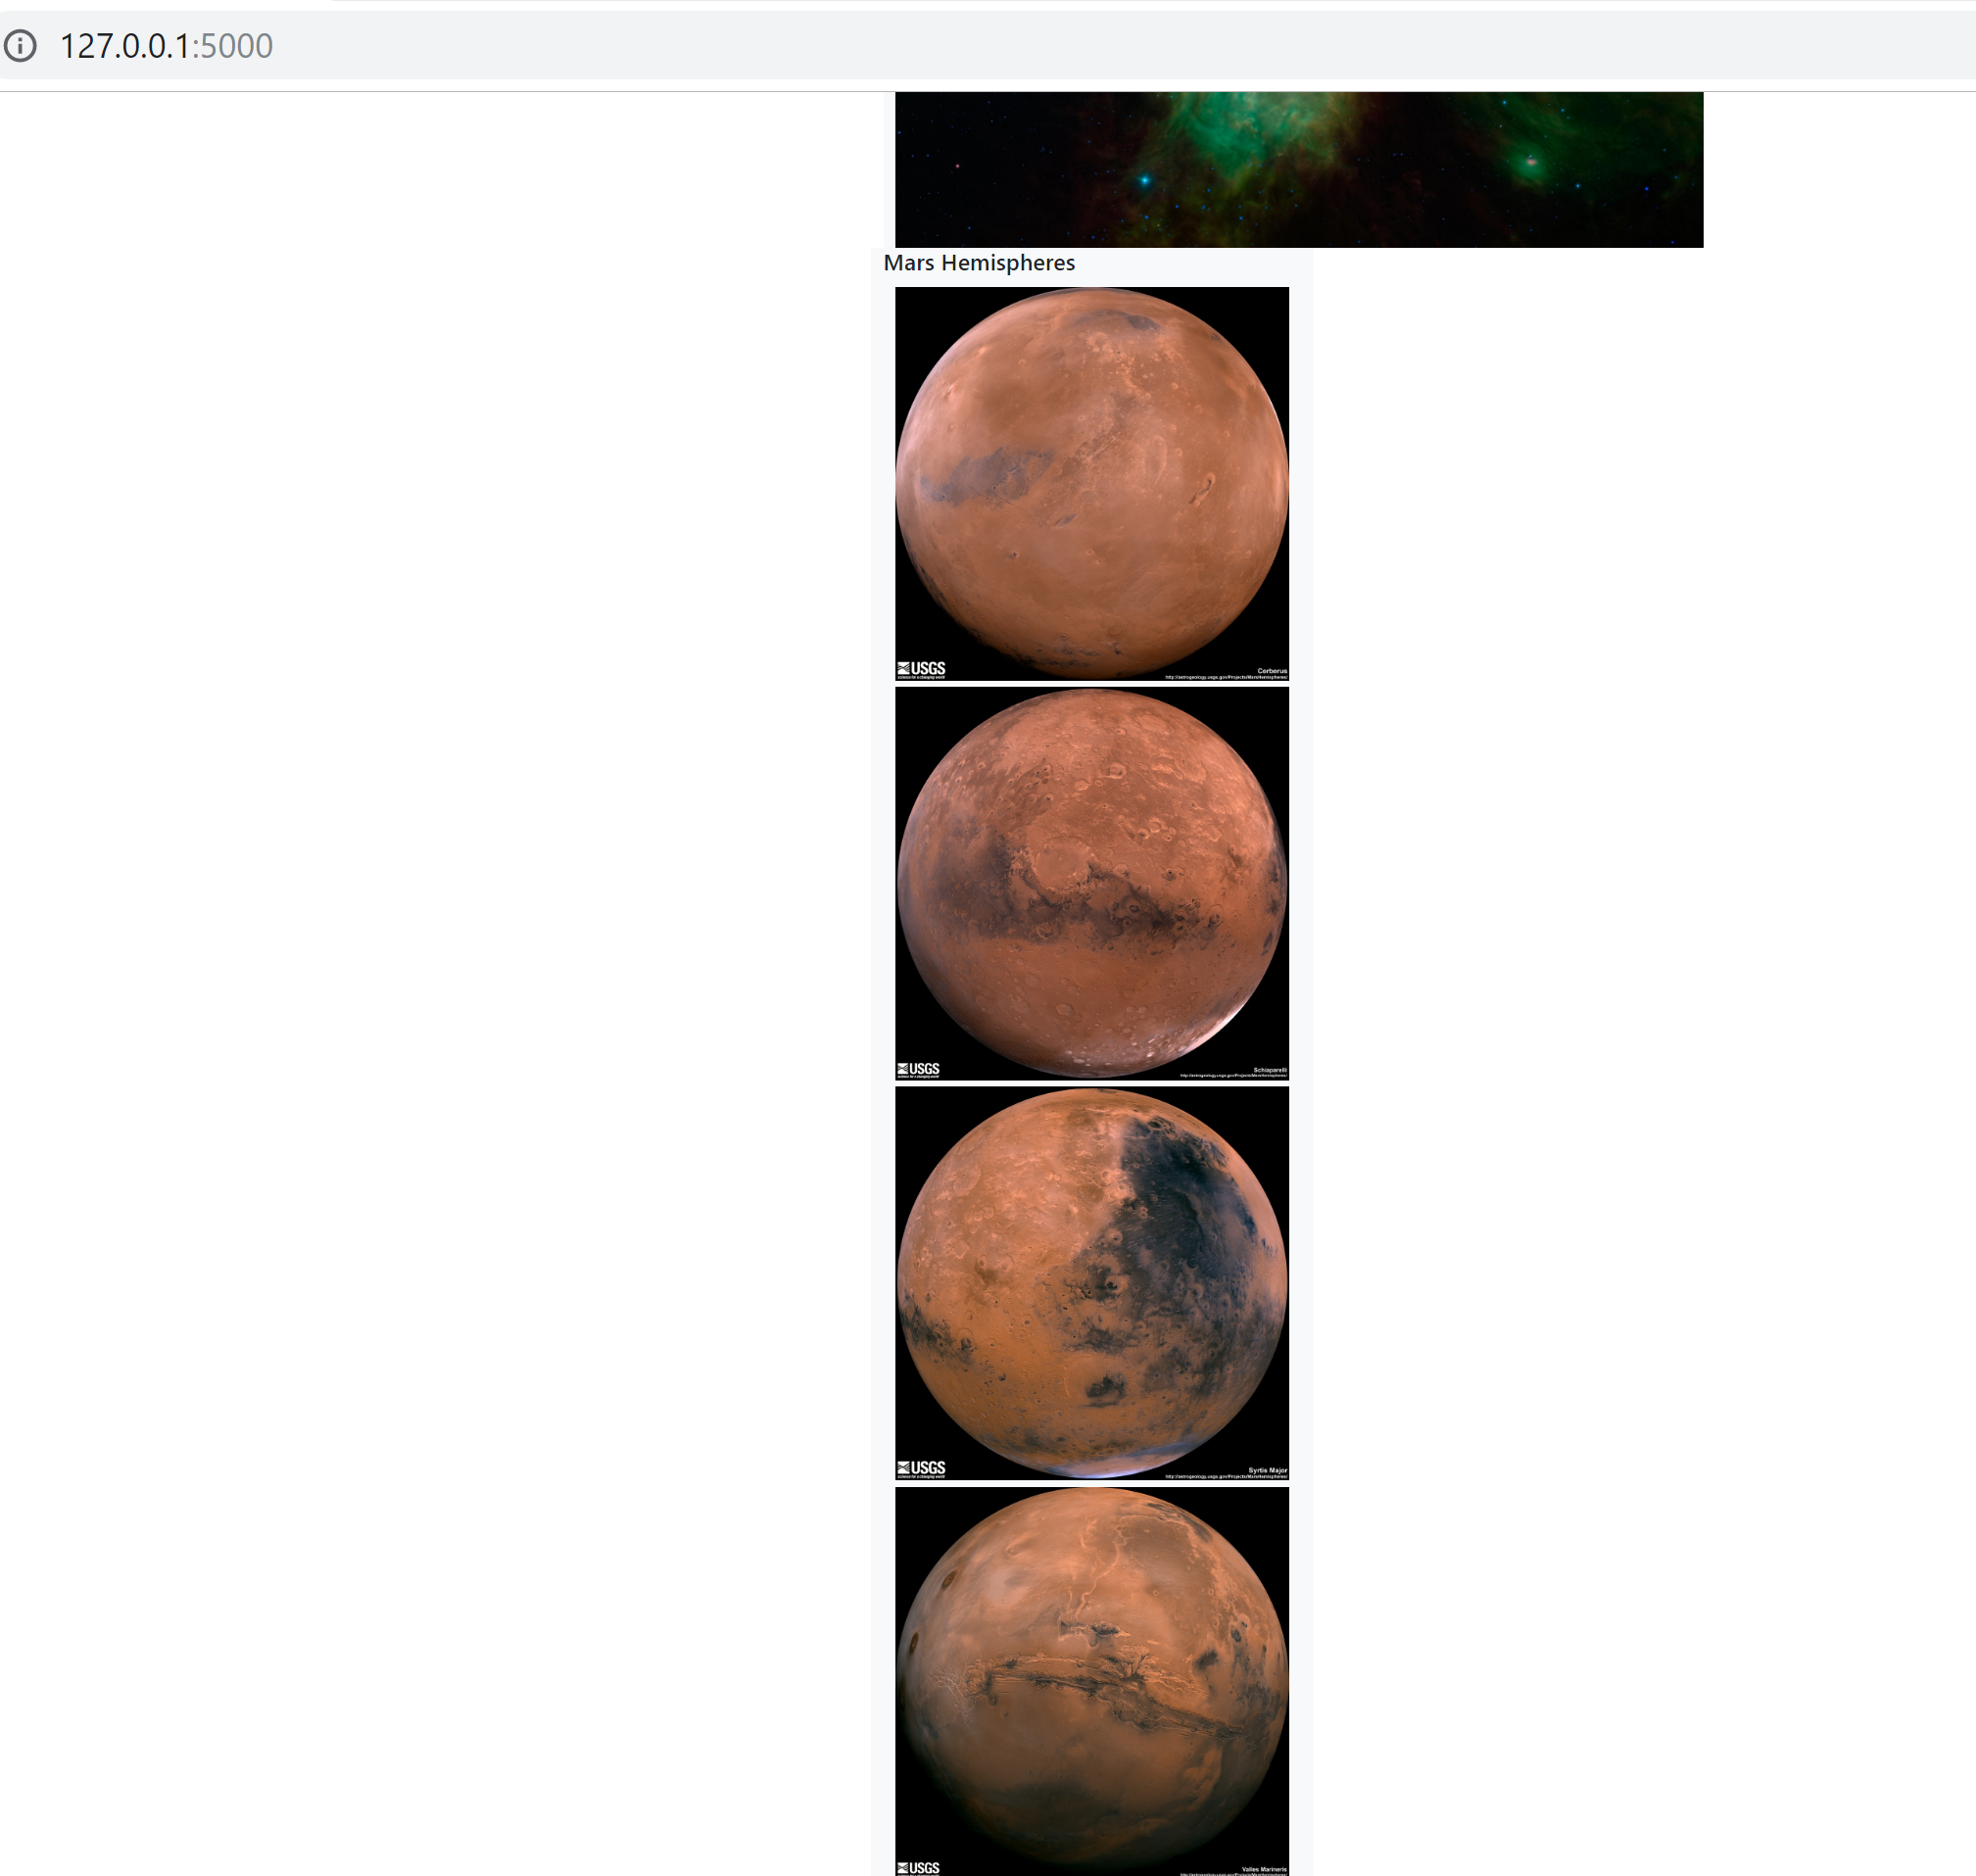 127.0.0.1:5000
Mars Hemispheres
USGS
science for a changing world
Cerberus
http://astrogeology.usgs.gov/Projects/MarsHemispheres/
USGS
science for a changing world
Schiaparelli
http://astrogeology.usgs.gov/Projects/MarsHemispheres/
USGS
science for a changing world
Syrtis Major
http://astrogeology.usgs.gov/Projects/MarsHemispheres/
USGS
Valles Marineris